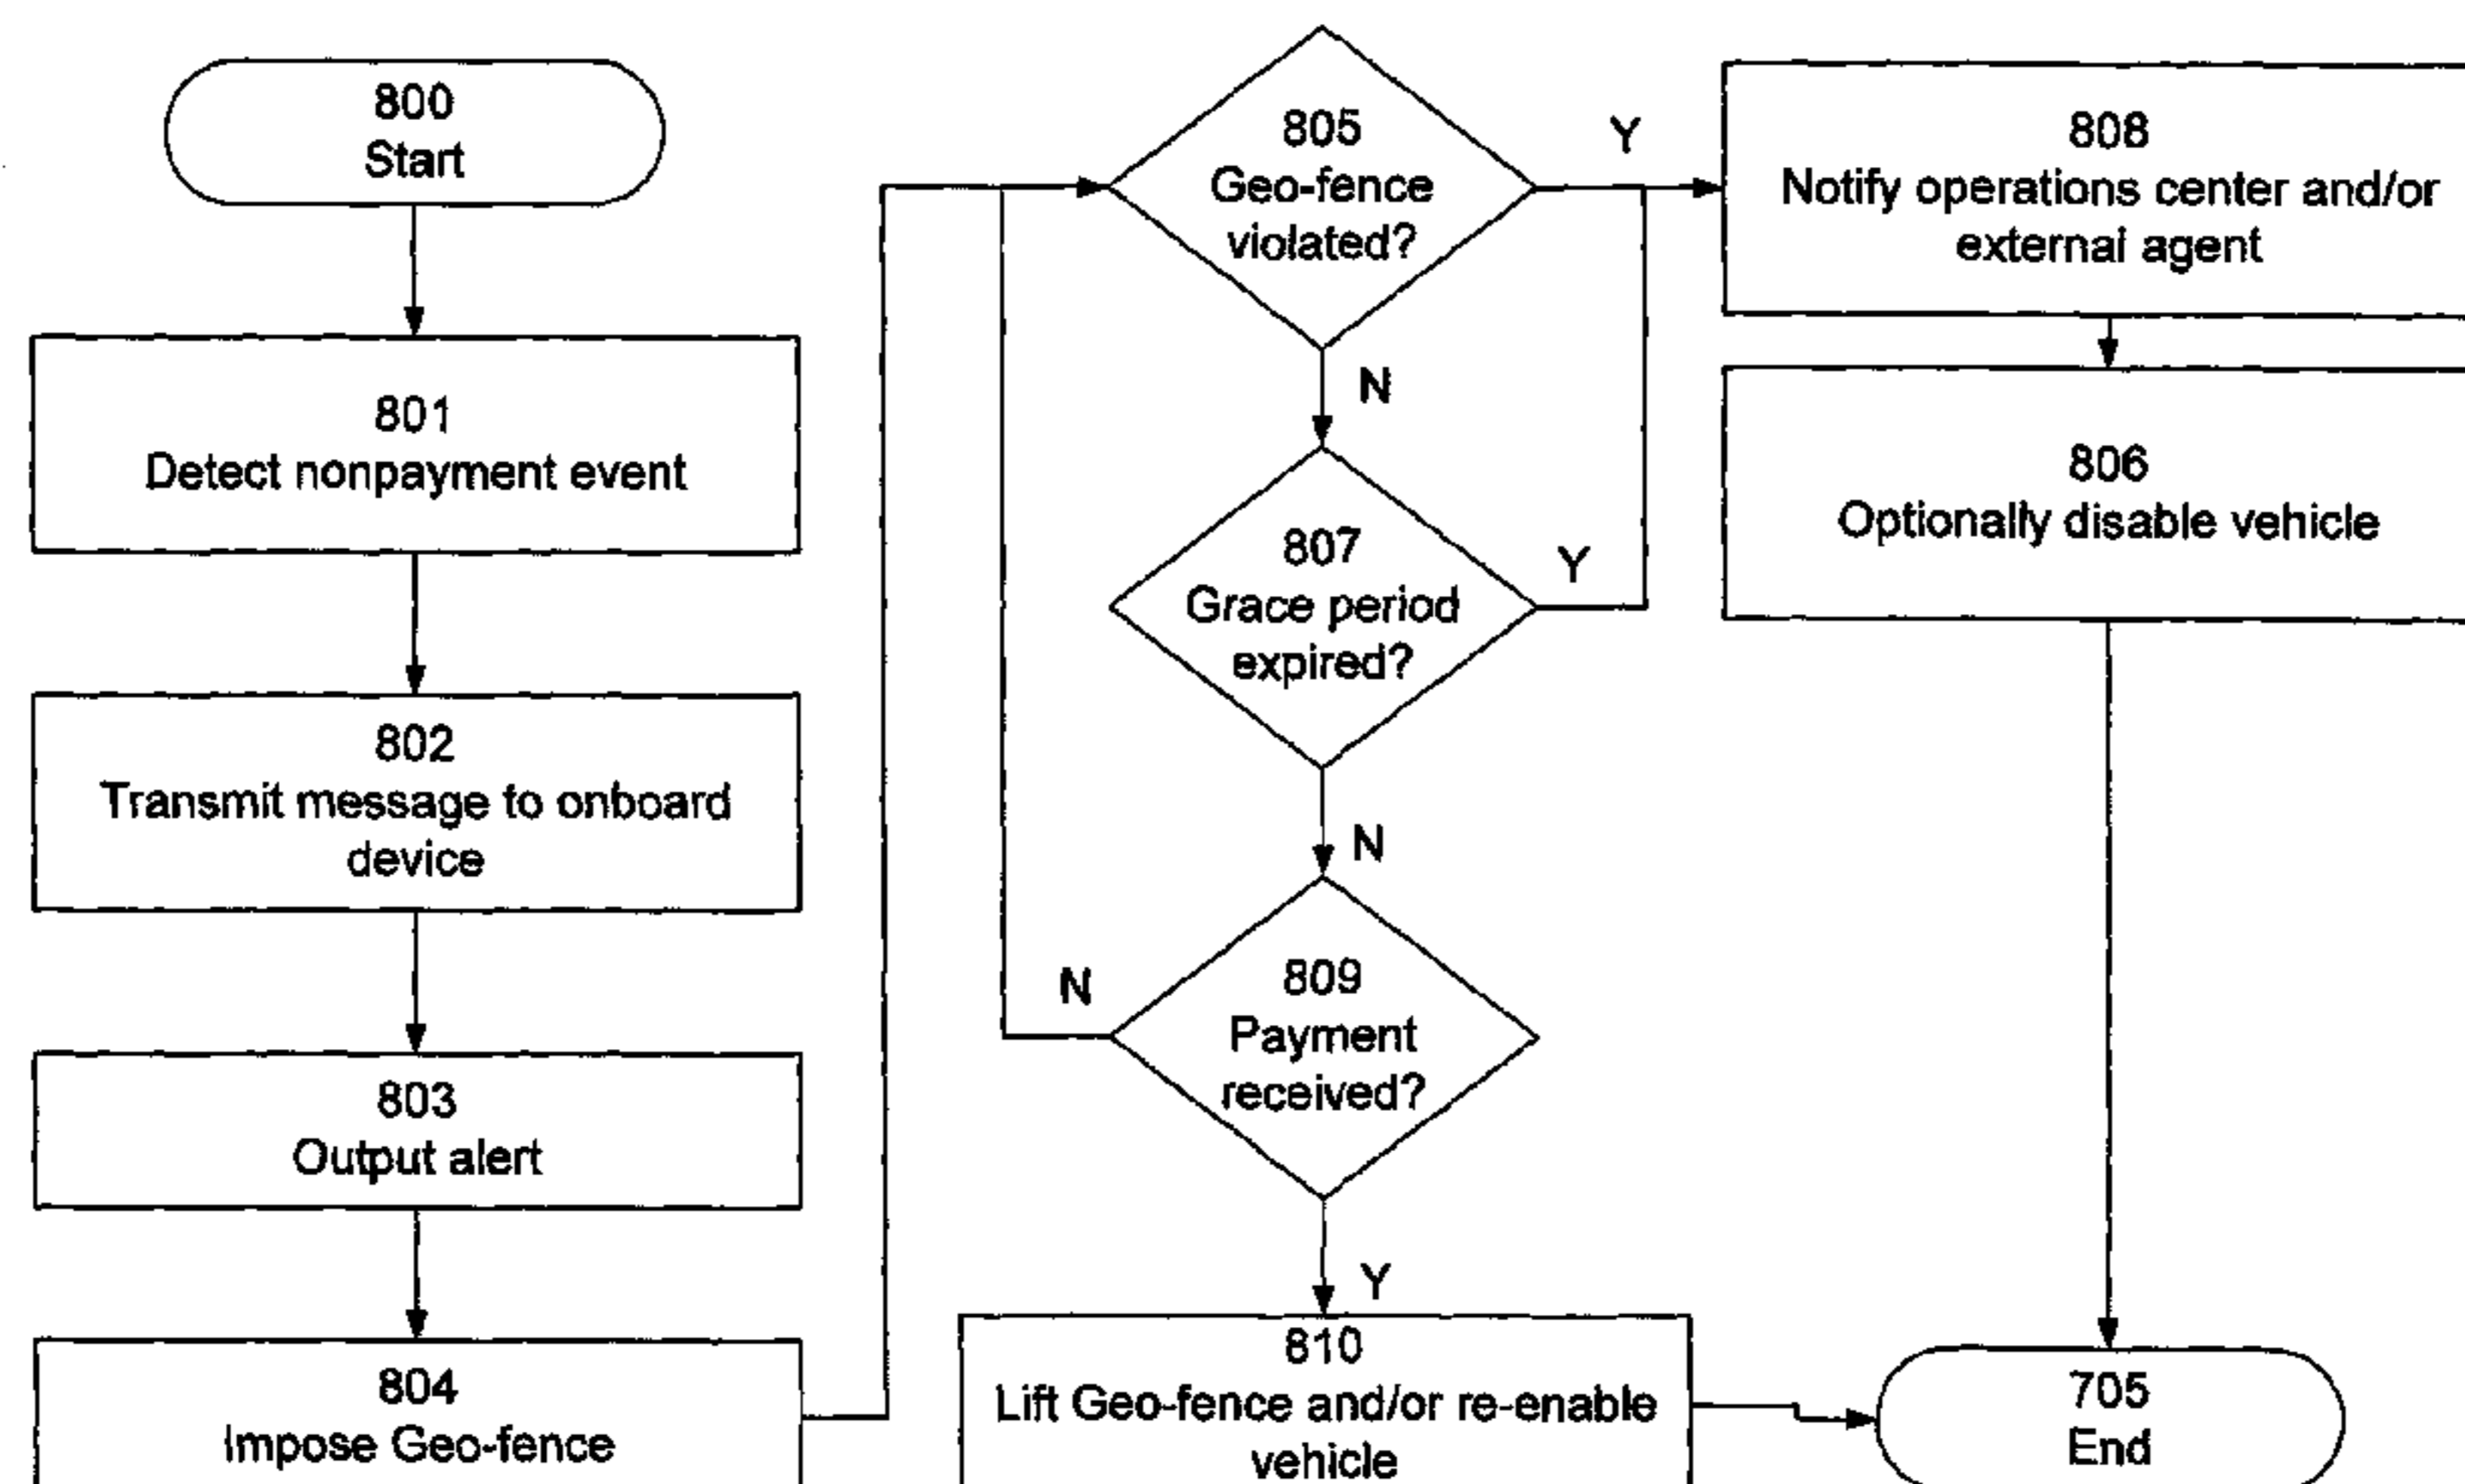 800
Start
801
Detect nonpayment event
802
Transmit message to onboard
device
803
Output alert
804
Impose Geo-fence
805
Geo-fence
violated?
Y
N
807
Grace period
expired?
Y
N
809
Payment
received?
N
Y
810
Lift Geo-fence and/or re-enable
vehicle
808
Notify operations center and/or
external agent
806
Optionally disable vehicle
705
End